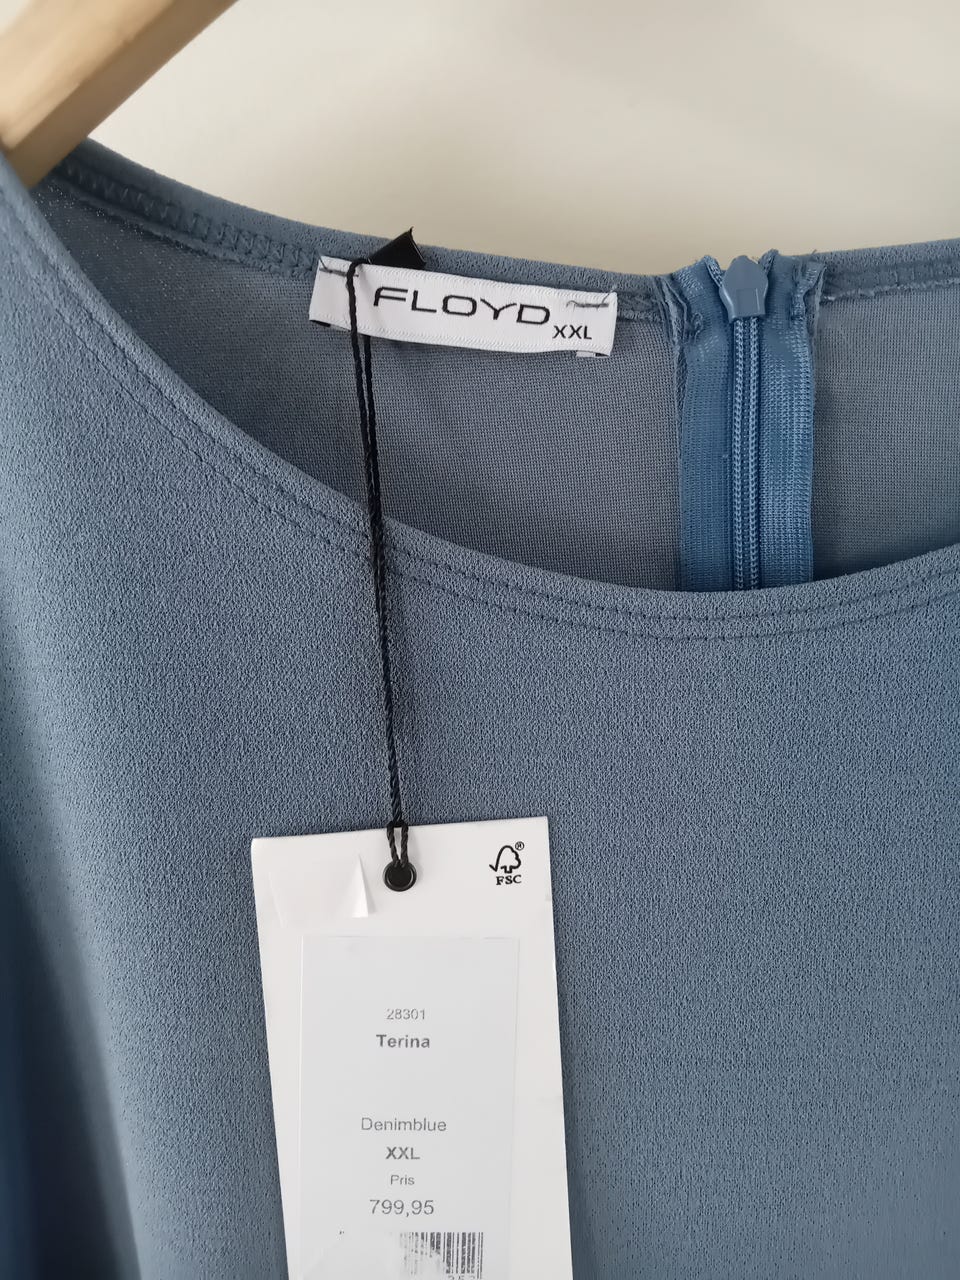 FLOYD
XXL
®
FSC
28301
Terina
Denimblue
XXL
Pris
799,95